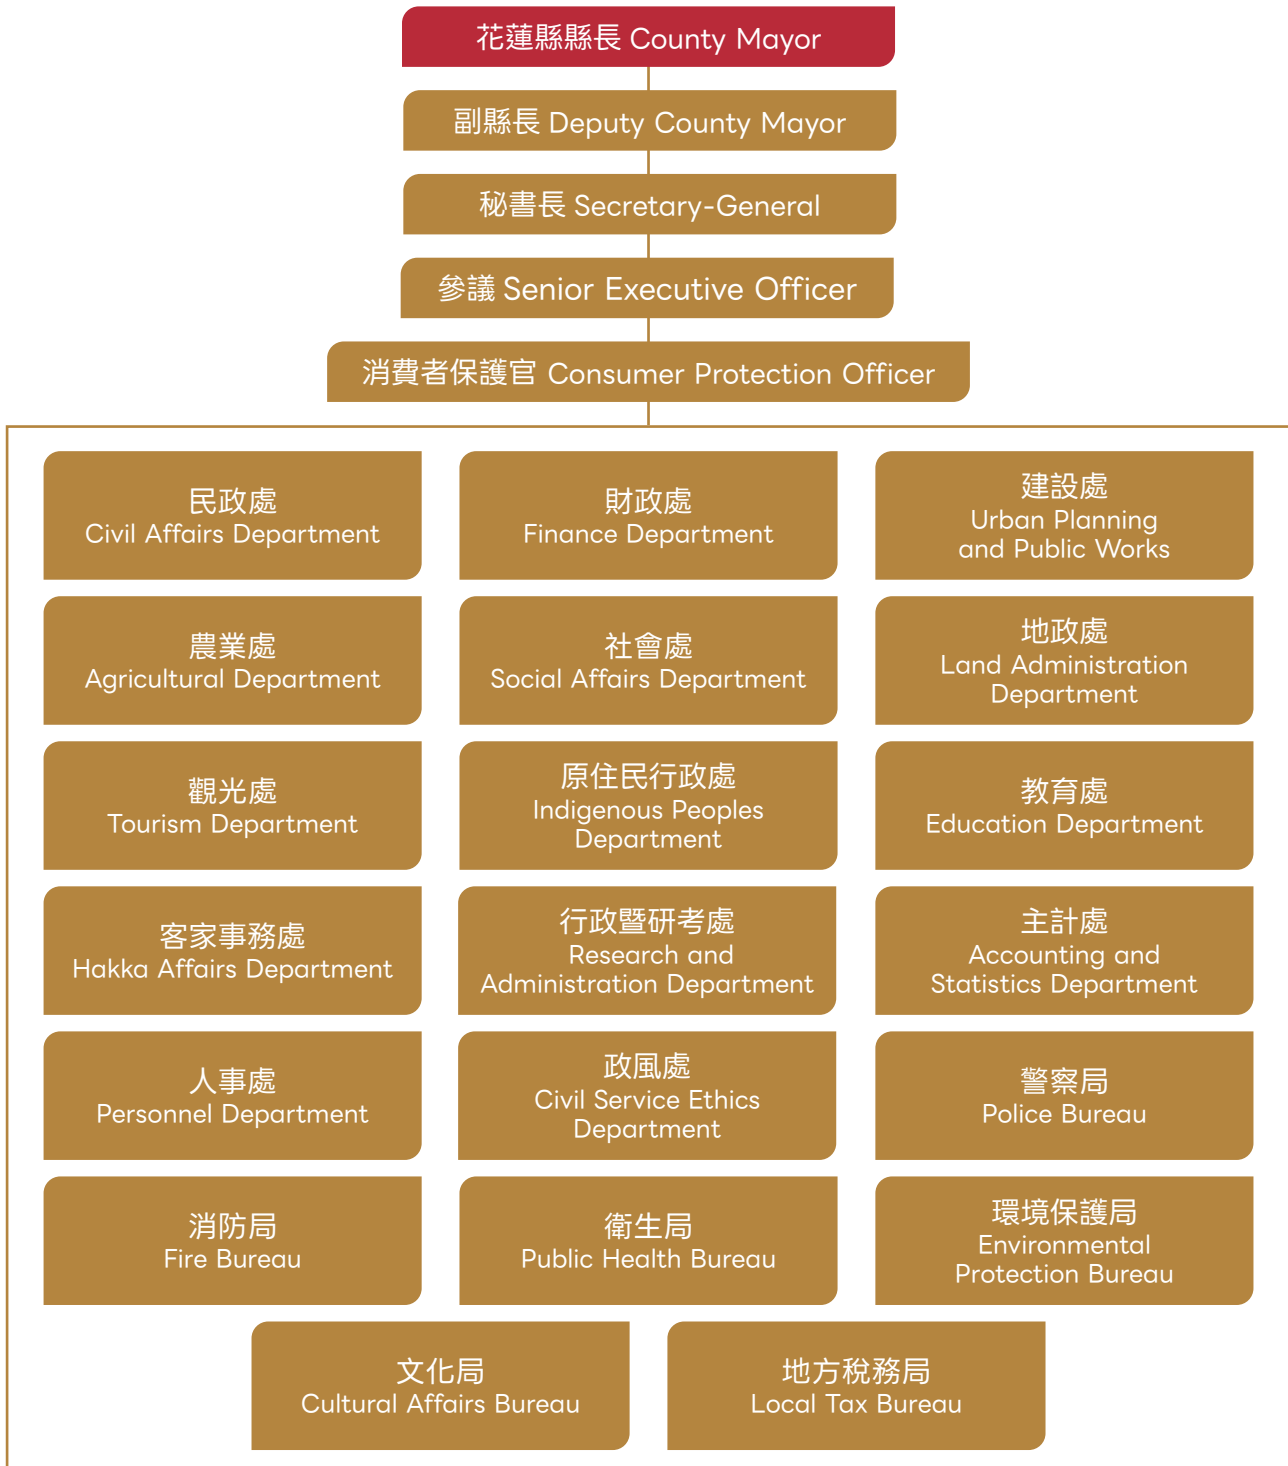 花蓮縣縣長 County Mayor
副縣長 Deputy County Mayor
秘書長 Secretary-General
參議 Senior Executive Officer
消費者保護官 Consumer Protection Officer
民政處
Civil Affairs Department
財政處
Finance Department
建設處
Urban Planning
and Public Works
農業處
Agricultural Department
社會處
Social Affairs Department
地政處
Land Administration
Department
觀光處
Tourism Department
原住民行政處
Indigenous Peoples
Department
教育處
Education Department
客家事務處
Hakka Affairs Department
行政暨研考處
Research and
Administration Department
主計處
Accounting and
Statistics Department
人事處
Personnel Department
政風處
Civil Service Ethics
Department
警察局
Police Bureau
消防局
Fire Bureau
衛生局
Public Health Bureau
環境保護局
Environmental
Protection Bureau
文化局
Cultural Affairs Bureau
地方稅務局
Local Tax Bureau